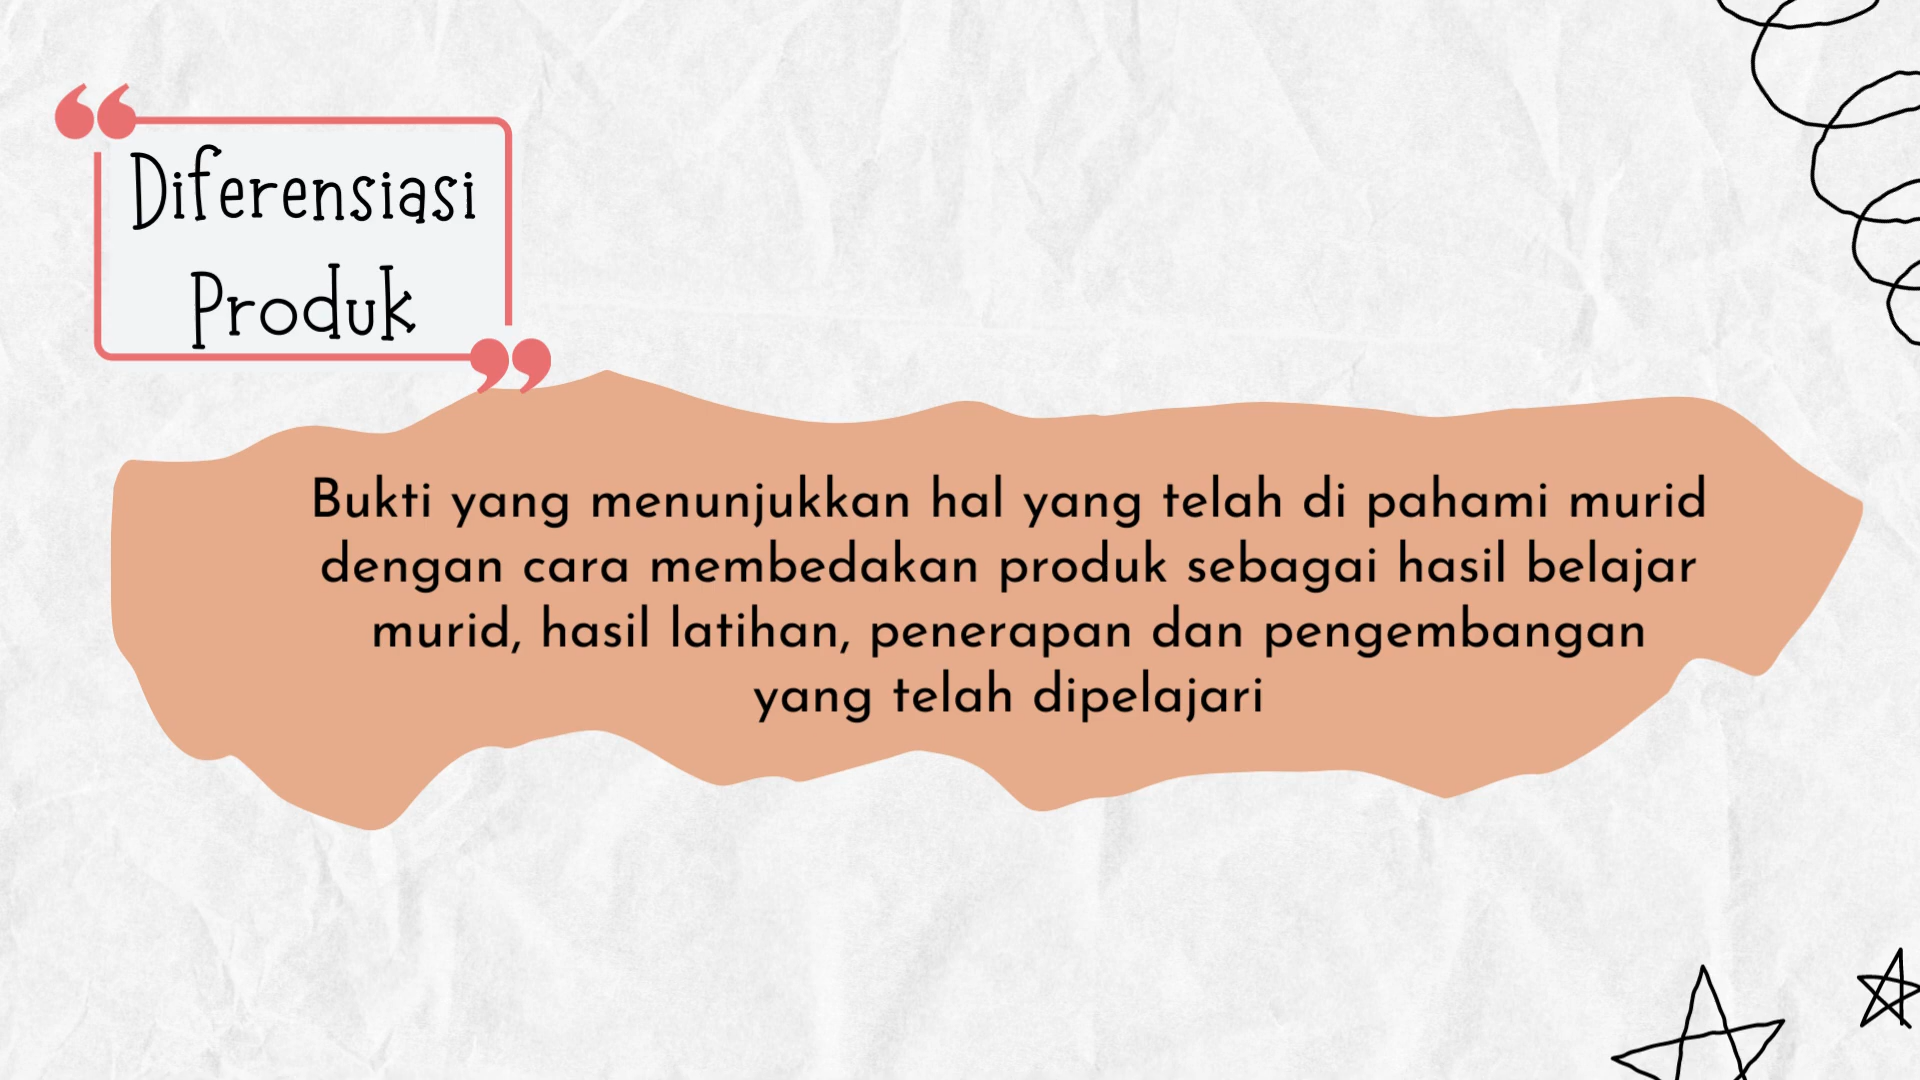 Diferensiasi
Produk
Bukti yang menunjukkan hal yang telah di pahami murid
dengan cara membedakan produk sebagai hasil belajar
murid, hasil latihan, penerapan dan pengembangan
yang telah dipelajari